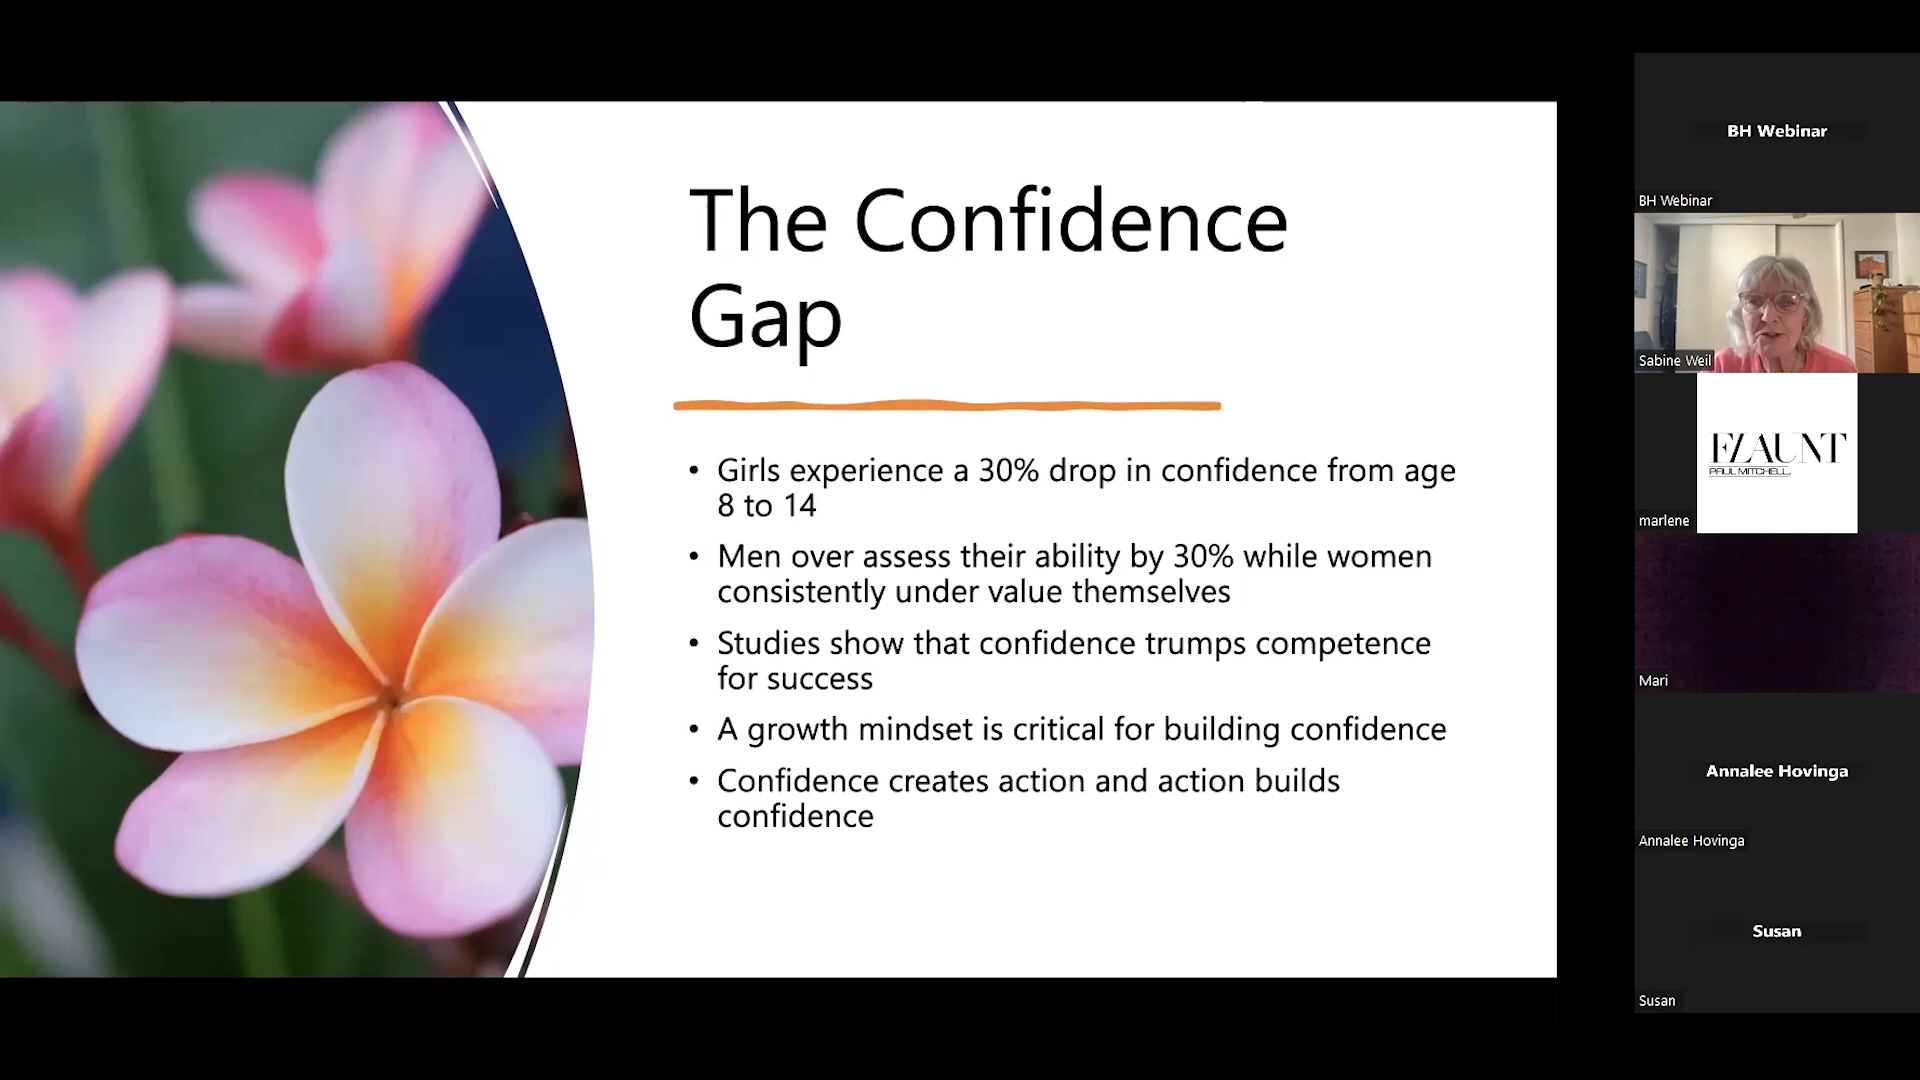 The Confidence
Gap
• Girls experience a 30% drop in confidence from age
8 to 14
• Men over assess their ability by 30% while women
consistently under value themselves
• Studies show that confidence trumps competence
for success
• A growth mindset is critical for building confidence
• Confidence creates action and action builds
confidence
BH Webinar
BH Webinar
Sabine Weil
FLAUNT
PAUL MITCHELL
marlene
Mari
Annalee Hovinga
Annalee Hovinga
Susan
Susan